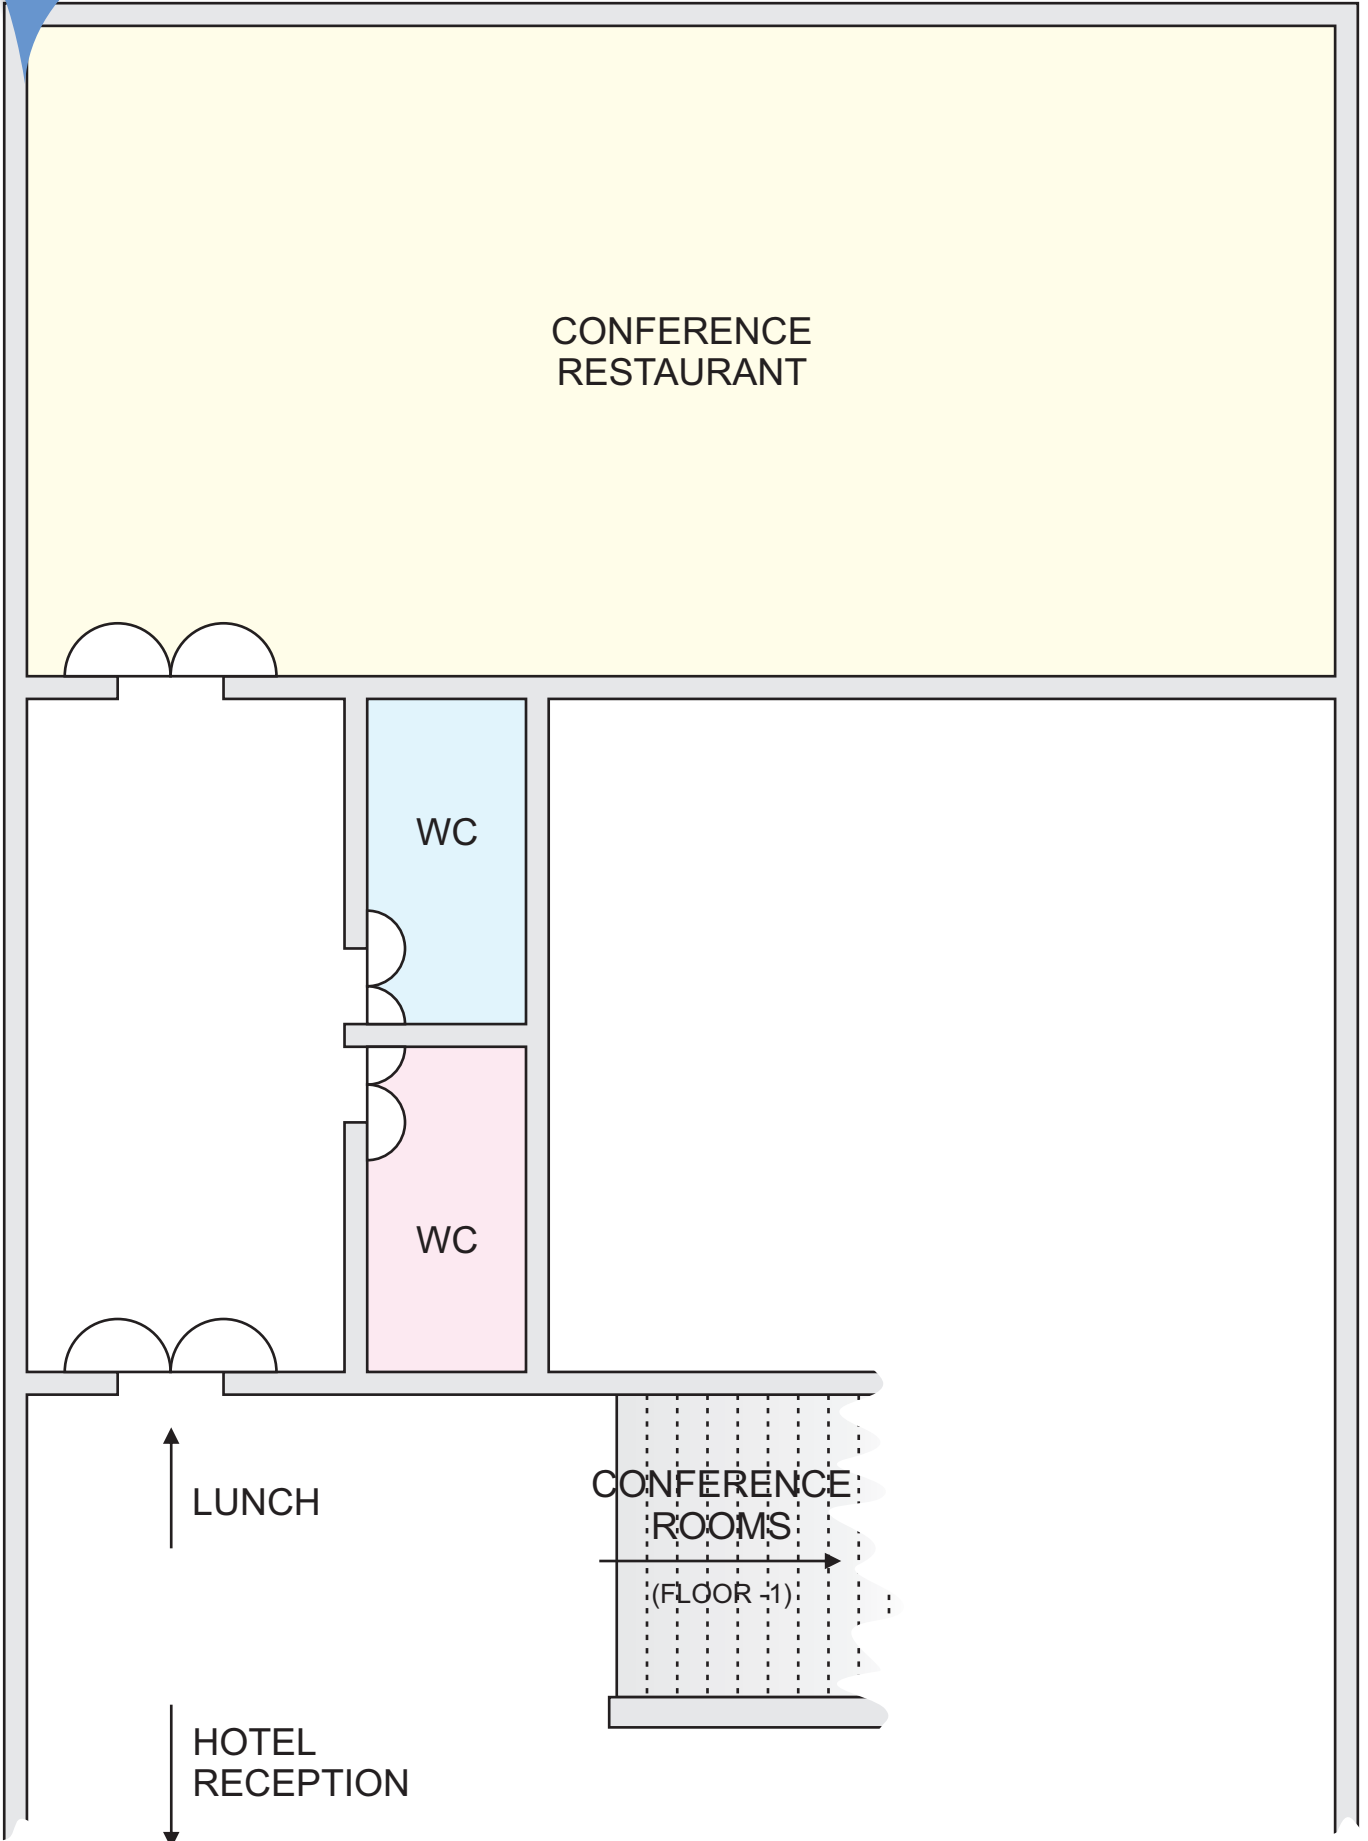 CONFERENCE
RESTAURANT
WC
WC
LUNCH
CONFERENCE
ROOMS
(FLOOR -1)
HOTEL
RECEPTION